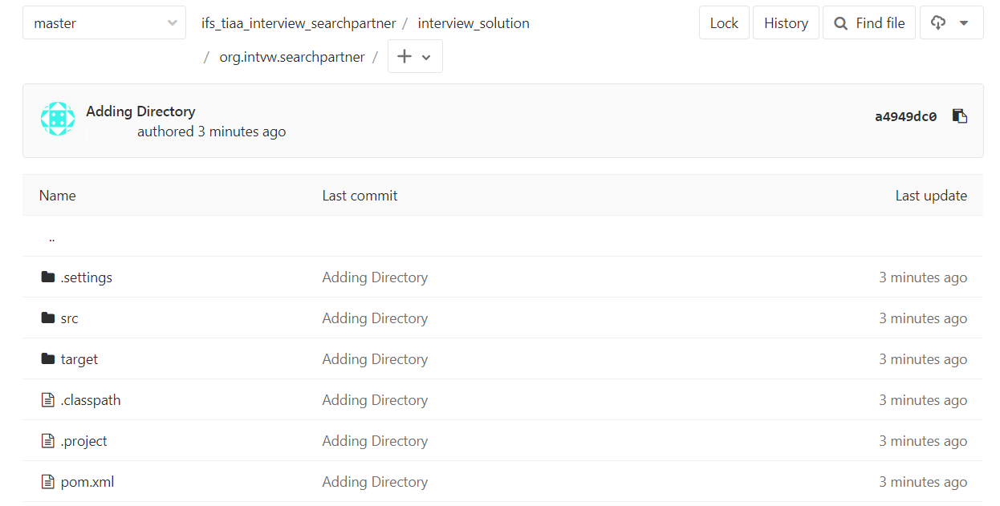 master ifs_tiaa_interview_searchpartner / interview_solution Lock History Find file
/ org.intvw.searchpartner /
Adding Directory
authored 3 minutes ago
a4949dc0
Name Last commit Last update
..
.settings Adding Directory 3 minutes ago
src Adding Directory 3 minutes ago
target Adding Directory 3 minutes ago
.classpath Adding Directory 3 minutes ago
.project Adding Directory 3 minutes ago
pom.xml Adding Directory 3 minutes ago